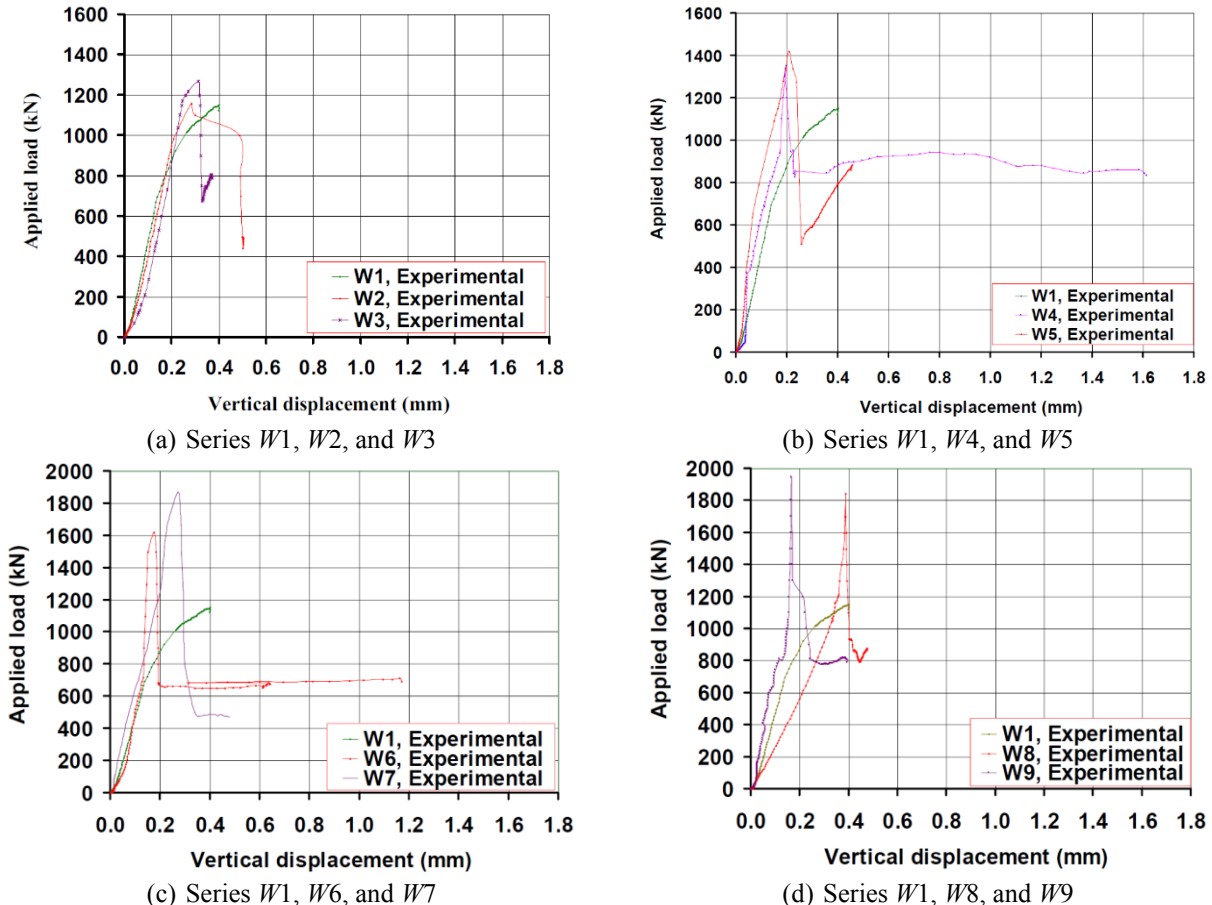 1400
1200
1000
800
600
400
200
0
Applied load (kN)
W1, Experimental
W2, Experimental
W3, Experimental
0.0 0.2 0.4 0.6 0.8 1.0 1.2 1.4 1.6 1.8
Vertical displacement (mm)
(a) Series W1, W2, and W3
1600
1400
1200
1000
800
600
400
200
0
Applied load (kN)
W1, Experimental
W4, Experimental
W5, Experimental
0.0 0.2 0.4 0.6 0.8 1.0 1.2 1.4 1.6 1.8
Vertical displacement (mm)
(b) Series W1, W4, and W5
2000
1800
1600
1400
1200
1000
800
600
400
200
0
Applied load (kN)
W1, Experimental
W6, Experimental
W7, Experimental
0.0 0.2 0.4 0.6 0.8 1.0 1.2 1.4 1.6 1.8
Vertical displacement (mm)
(c) Series W1, W6, and W7
2000
1800
1600
1400
1200
1000
800
600
400
200
0
Applied load (kN)
W1, Experimental
W8, Experimental
W9, Experimental
0.0 0.2 0.4 0.6 0.8 1.0 1.2 1.4 1.6 1.8
Vertical displacement (mm)
(d) Series W1, W8, and W9